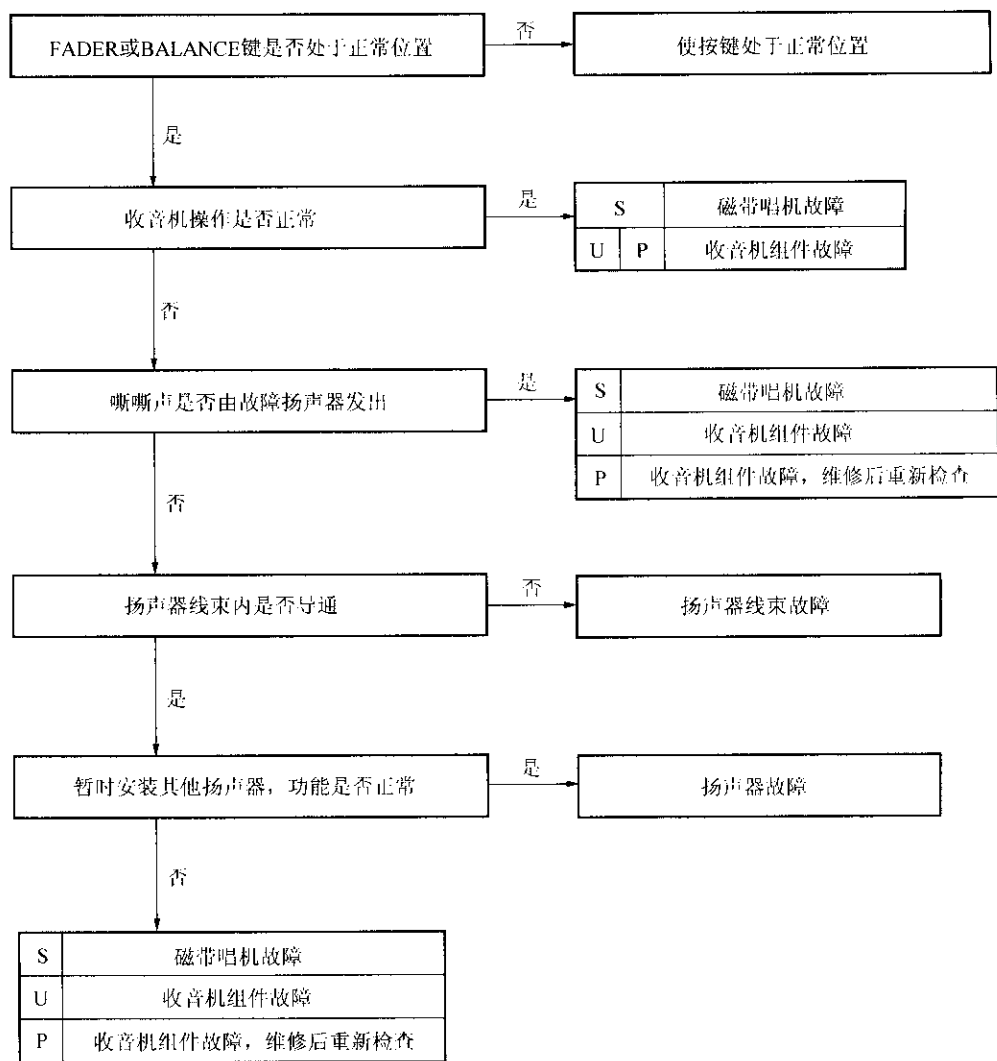 FADER或BALANCE键是否处于正常位置
否
使按键处于正常位置
是
收音机操作是否正常
是
S 磁带唱机故障
U P 收音机组件故障
否
嘶嘶声是否由故障扬声器发出
是
S 磁带唱机故障
U 收音机组件故障
P 收音机组件故障，维修后重新检查
否
扬声器线束内是否导通
否
扬声器线束故障
是
暂时安装其他扬声器，功能是否正常
是
扬声器故障
否
S 磁带唱机故障
U 收音机组件故障
P 收音机组件故障，维修后重新检查